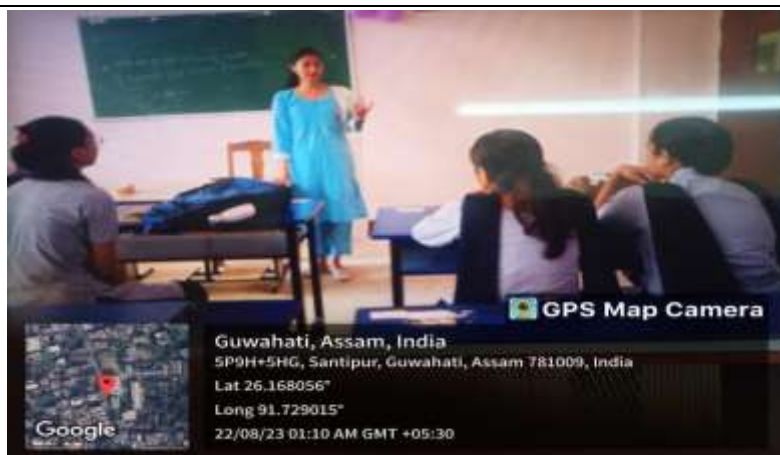 GPS Map Camera
Guwahati, Assam, India
5P9H+5HG, Santipur, Guwahati, Assam 781009, India
Lat 26.168056°
Long 91.729015°
22/08/23 01:10 AM GMT +05:30
Google